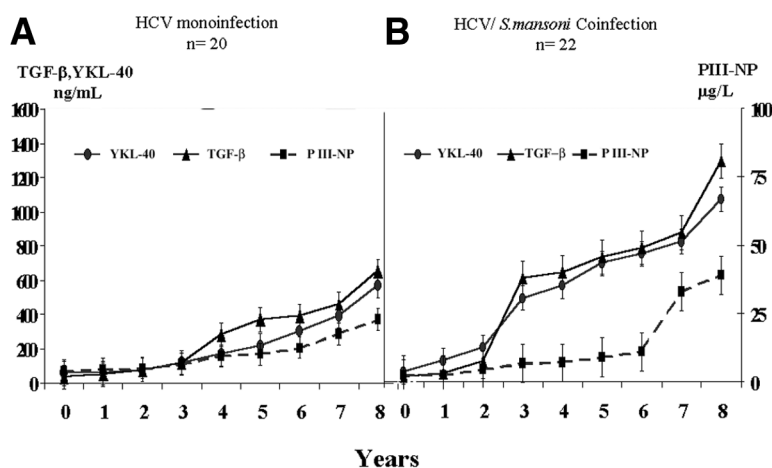 A
HCV monoinfection
n= 20
B
HCV/ S.mansoni Coinfection
n= 22
TGF-β,YKL-40
ng/mL
PIII-NP
µg/L
YKL-40 TGF-β P III-NP
YKL-40 TGF-β P III-NP
1600
1400
1200
1000
800
600
400
200
0
100
75
50
25
0
0 1 2 3 4 5 6 7 8
0 1 2 3 4 5 6 7 8
Years